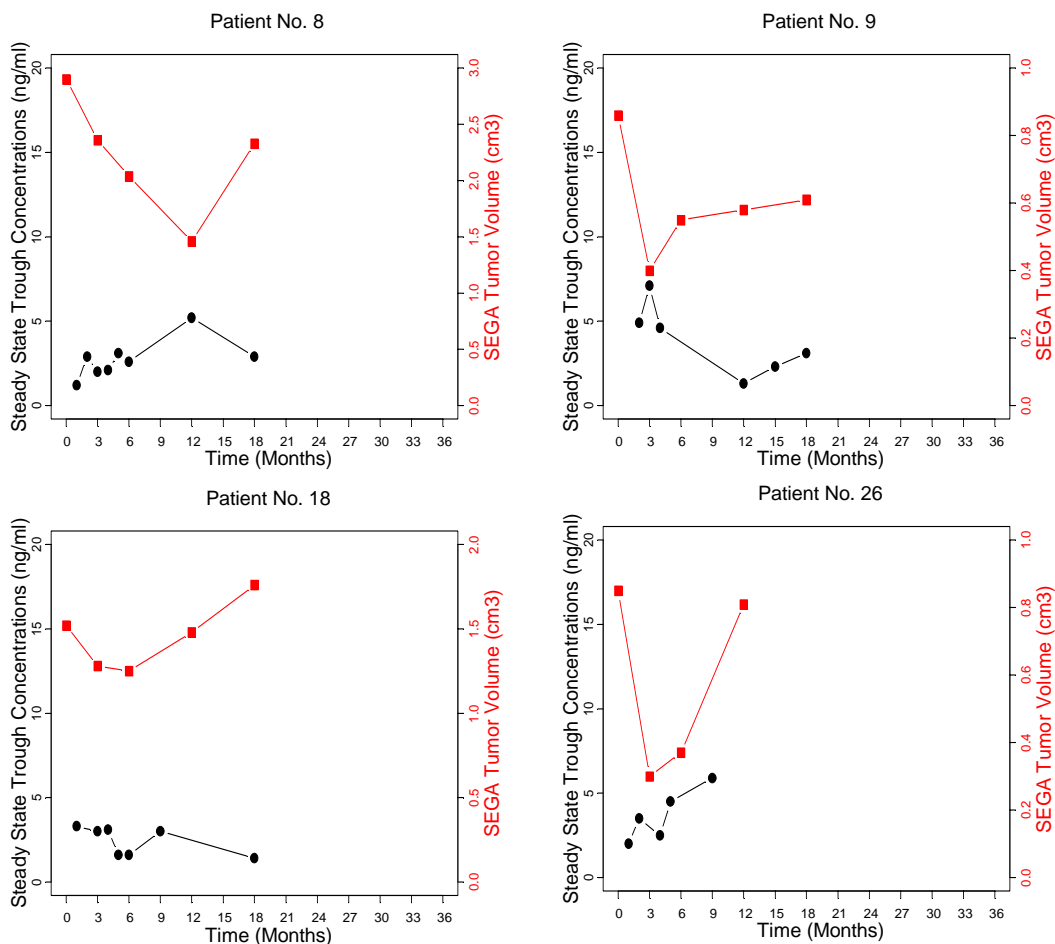 Patient No. 8
Steady State Trough Concentrations (ng/ml)
0 5 10 15 20
SEGA Tumor Volume (cm3)
0.0 0.5 1.0 1.5 2.0 2.5 3.0
0 3 6 9 12 15 18 21 24 27 30 33 36
Time (Months)
Patient No. 9
Steady State Trough Concentrations (ng/ml)
0 5 10 15 20
SEGA Tumor Volume (cm3)
0.0 0.2 0.4 0.6 0.8 1.0
0 3 6 9 12 15 18 21 24 27 30 33 36
Time (Months)
Patient No. 18
Steady State Trough Concentrations (ng/ml)
0 5 10 15 20
SEGA Tumor Volume (cm3)
0.0 0.5 1.0 1.5 2.0
0 3 6 9 12 15 18 21 24 27 30 33 36
Time (Months)
Patient No. 26
Steady State Trough Concentrations (ng/ml)
0 5 10 15 20
SEGA Tumor Volume (cm3)
0.0 0.2 0.4 0.6 0.8 1.0
0 3 6 9 12 15 18 21 24 27 30 33 36
Time (Months)